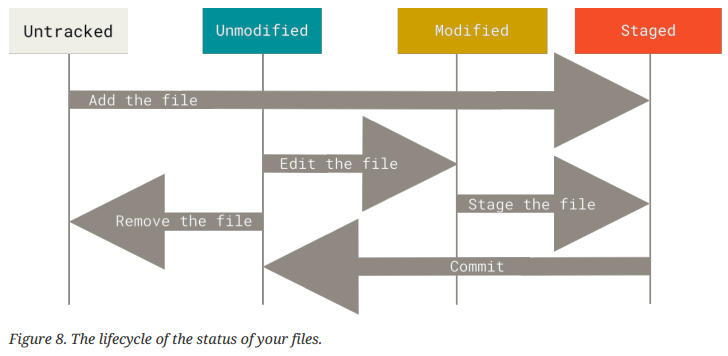 Untracked
Unmodified
Modified
Staged
Add the file
Edit the file
Stage the file
Remove the file
Commit
Figure 8. The lifecycle of the status of your files.